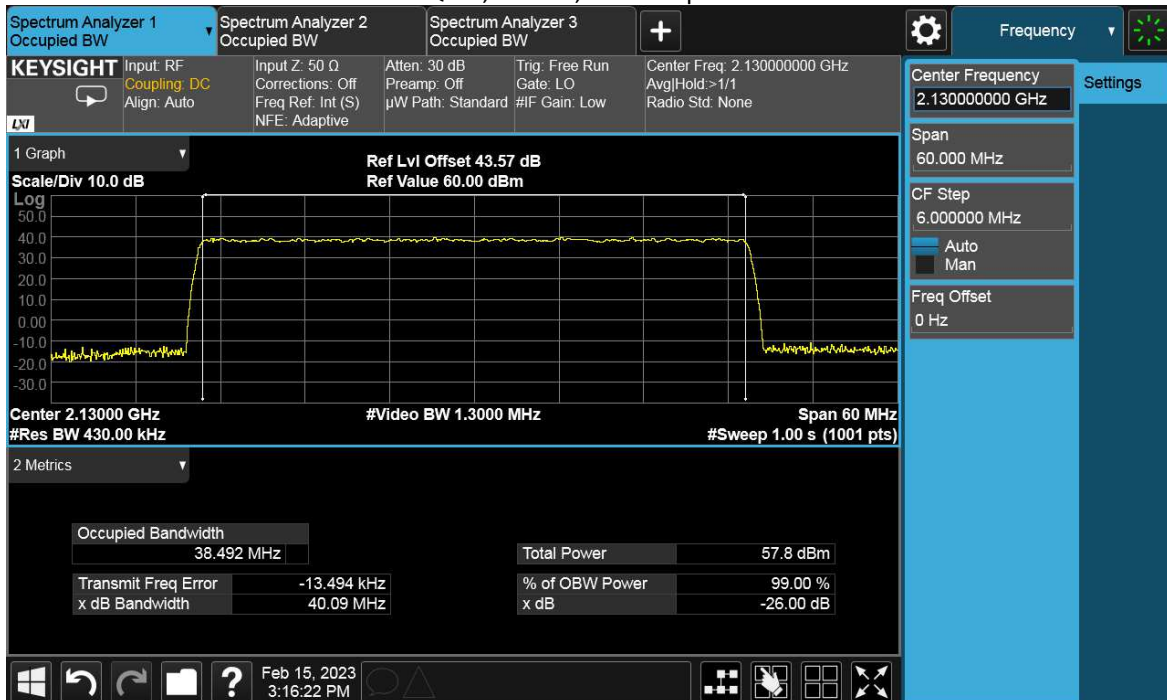 Spectrum Analyzer 1
Occupied BW
Spectrum Analyzer 2
Occupied BW
Spectrum Analyzer 3
Occupied BW
+
Frequency
KEYSIGHT
LXI
Input: RF
Coupling: DC
Align: Auto
Input Z: 50 Ω
Corrections: Off
Freq Ref: Int (S)
NFE: Adaptive
Atten: 30 dB
Preamp: Off
µW Path: Standard
Trig: Free Run
Gate: LO
#IF Gain: Low
Center Freq: 2.130000000 GHz
Avg|Hold:>1/1
Radio Std: None
Center Frequency
2.130000000 GHz
Settings
Span
60.000 MHz
CF Step
6.000000 MHz
Auto
Man
Freq Offset
0 Hz
1 Graph
Scale/Div 10.0 dB
Ref Lvl Offset 43.57 dB
Ref Value 60.00 dBm
Log
50.0
40.0
30.0
20.0
10.0
0.00
-10.0
-20.0
-30.0
Center 2.13000 GHz
#Res BW 430.00 kHz
#Video BW 1.3000 MHz
Span 60 MHz
#Sweep 1.00 s (1001 pts)
2 Metrics
Occupied Bandwidth
38.492 MHz
Total Power 57.8 dBm
Transmit Freq Error -13.494 kHz
% of OBW Power 99.00 %
x dB Bandwidth 40.09 MHz
x dB -26.00 dB
?
Feb 15, 2023
3:16:22 PM